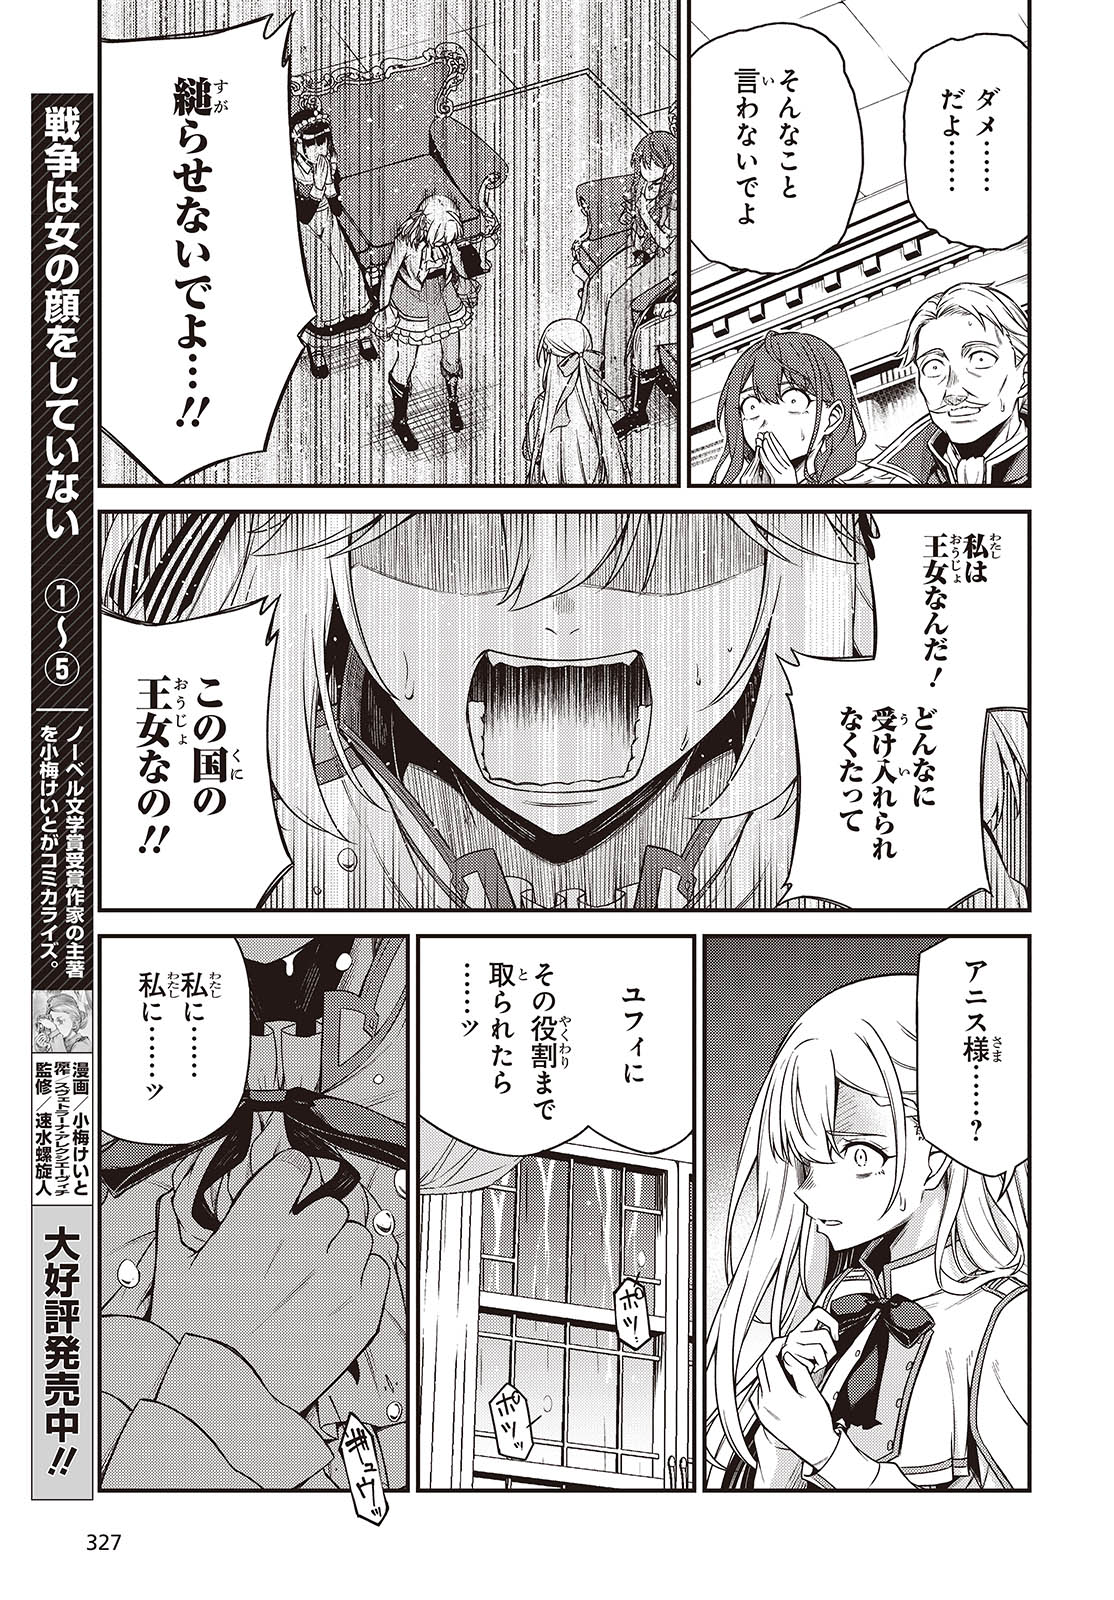 ダメ……
だよ……
そんなこと
言わないでよ
縋らせないでよ……!!
私は
王女なんだ!
どんなに
受け入れられ
なくたって
この国の
王女なの!!
アニス様……?
ユフィに
その役割まで
取られたら
……ッ
私に……
私に……ッ
ポツ…
ポツッ
ギュウッ
戦争は女の顔をしていない ①〜⑤
ノーベル文学賞受賞作家の主著
を小梅けいとがコミカライズ。
漫画/小梅けいと
原作/スヴェトラーナ・アレクシエーヴィチ
監修/速水螺旋人
大好評発売中!!
327